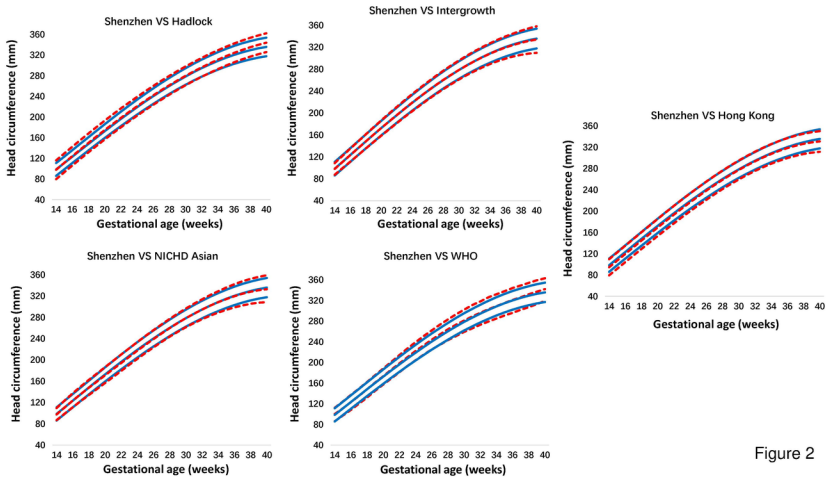 Shenzhen VS Hadlock
Head circumference (mm)
360
320
280
240
200
160
120
80
40
14 16 18 20 22 24 26 28 30 32 34 36 38 40
Gestational age (weeks)
Shenzhen VS Intergrowth
Head circumference (mm)
360
320
280
240
200
160
120
80
40
14 16 18 20 22 24 26 28 30 32 34 36 38 40
Gestational age (weeks)
Shenzhen VS Hong Kong
Head circumference (mm)
360
320
280
240
200
160
120
80
40
14 16 18 20 22 24 26 28 30 32 34 36 38 40
Gestational age (weeks)
Shenzhen VS NICHD Asian
Head circumference (mm)
360
320
280
240
200
160
120
80
40
14 16 18 20 22 24 26 28 30 32 34 36 38 40
Gestational age (weeks)
Shenzhen VS WHO
Head circumference (mm)
360
320
280
240
200
160
120
80
40
14 16 18 20 22 24 26 28 30 32 34 36 38 40
Gestational age (weeks)
Figure 2